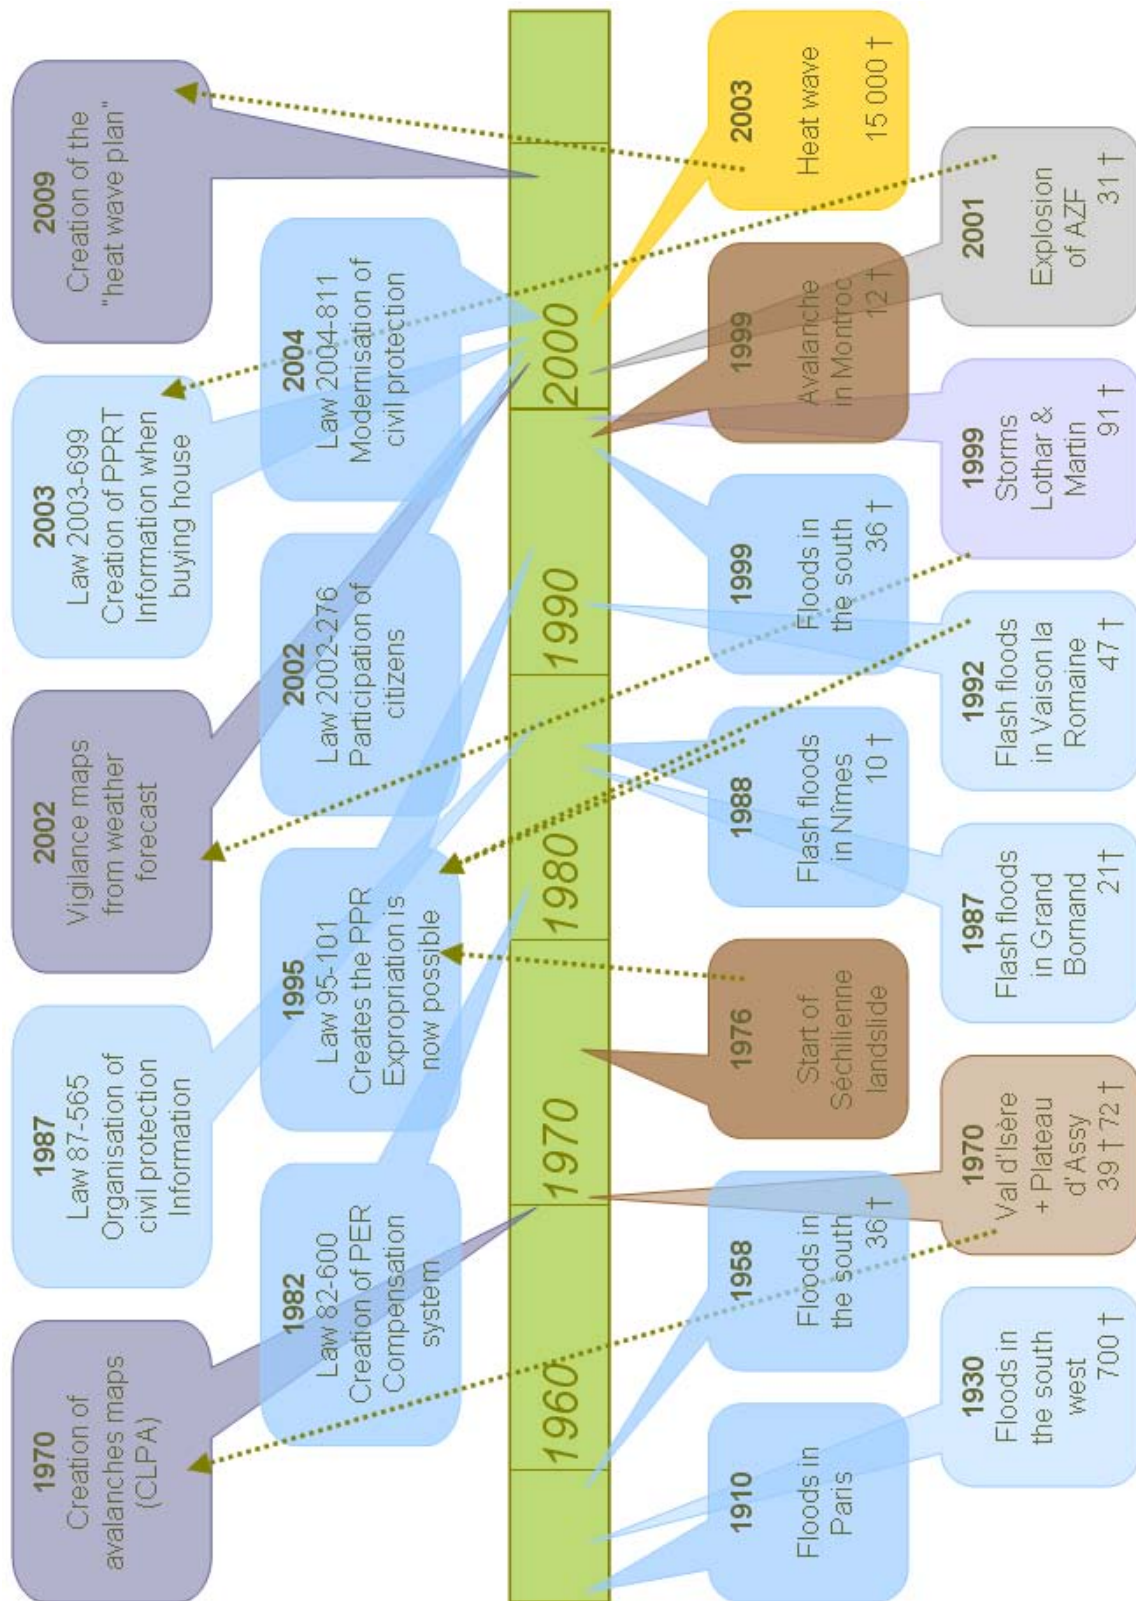 1970
Creation of
avalanches maps
(CLPA)
1987
Law 87-565
Organisation of
civil protection
Information
2002
Vigilance maps
from weather
forecast
2003
Law 2003-699
Creation of PPRT
Information when
buying house
2009
Creation of the
"heat wave plan"
1982
Law 82-600
Creation of PER
Compensation
system
1995
Law 95-101
Creates the PPR
Expropriation is
now possible
2002
Law 2002-276
Participation of
citizens
2004
Law 2004-811
Modernisation of
civil protection
1960
1970
1980
1990
2000
1910
Floods in
Paris
1958
Floods in
the south
36 †
1976
Start of
Séchilienne
landslide
1988
Flash floods
in Nîmes
10 †
1999
Floods in
the south
36 †
1999
Avalanche
in Montroc
12 †
2003
Heat wave
15 000 †
1930
Floods in
the south
west
700 †
1970
Val d'Isère
+ Plateau
d'Assy
39 † 72 †
1987
Flash floods
in Grand
Bornand
21†
1992
Flash floods
in Vaison la
Romaine
47 †
1999
Storms
Lothar &
Martin
91 †
2001
Explosion
of AZF
31 †